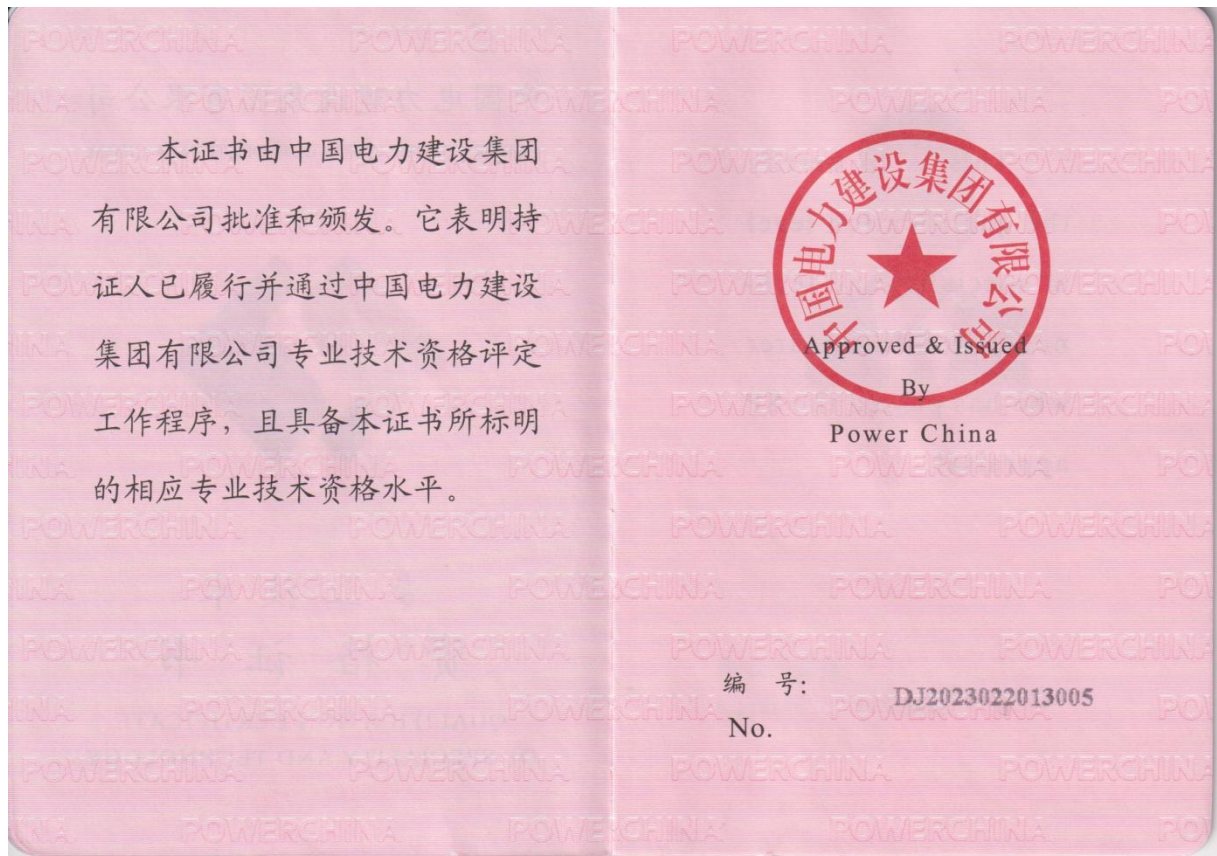 本证书由中国电力建设集团
有限公司批准和颁发。它表明持
证人已履行并通过中国电力建设
集团有限公司专业技术资格评定
工作程序，且具备本证书所标明
的相应专业技术资格水平。
中国电力建设集团有限公司
Approved & Issued
By
Power China
编 号:
DJ2023022013005
No.
POWERCHINA